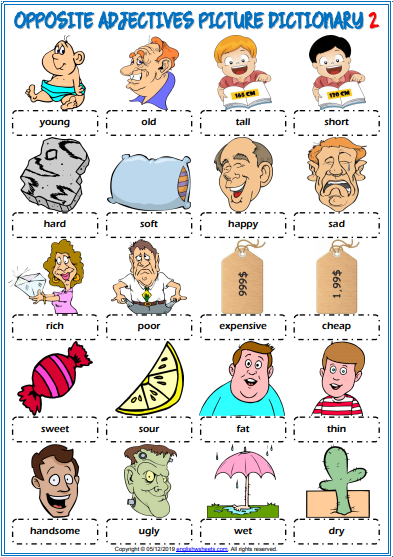 OPPOSITE ADJECTIVES PICTURE DICTIONARY 2
165 CM
170 CM
young
old
tall
short
hard
soft
happy
sad
999$
1,99$
rich
poor
expensive
cheap
sweet
sour
fat
thin
handsome
ugly
wet
dry
Copyright © 05/12/2019 englishwsheets.com. All rights reserved.